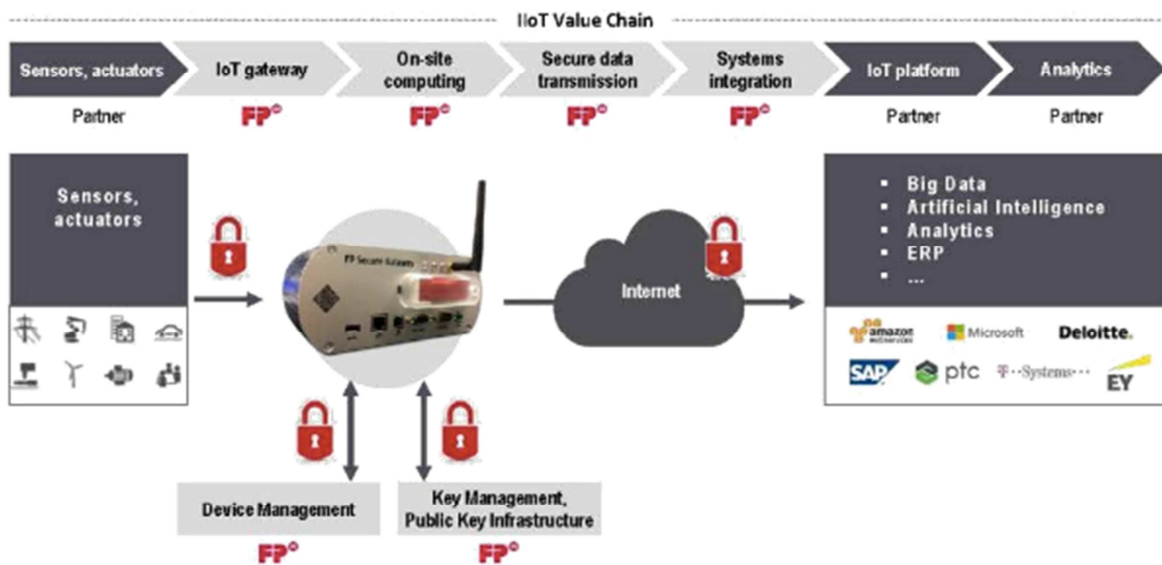 IIoT Value Chain
Sensors, actuators
IoT gateway
On-site
computing
Secure data
transmission
Systems
integration
IoT platform
Analytics
Partner
FP
FP
FP
FP
Partner
Partner
Sensors,
actuators
FP Secure Gateway
Internet
▪ Big Data
▪ Artificial Intelligence
▪ Analytics
▪ ERP
▪ ...
amazon
webservices
Microsoft
Deloitte.
SAP
ptc
T··Systems···
EY
Device Management
Key Management,
Public Key Infrastructure
FP
FP